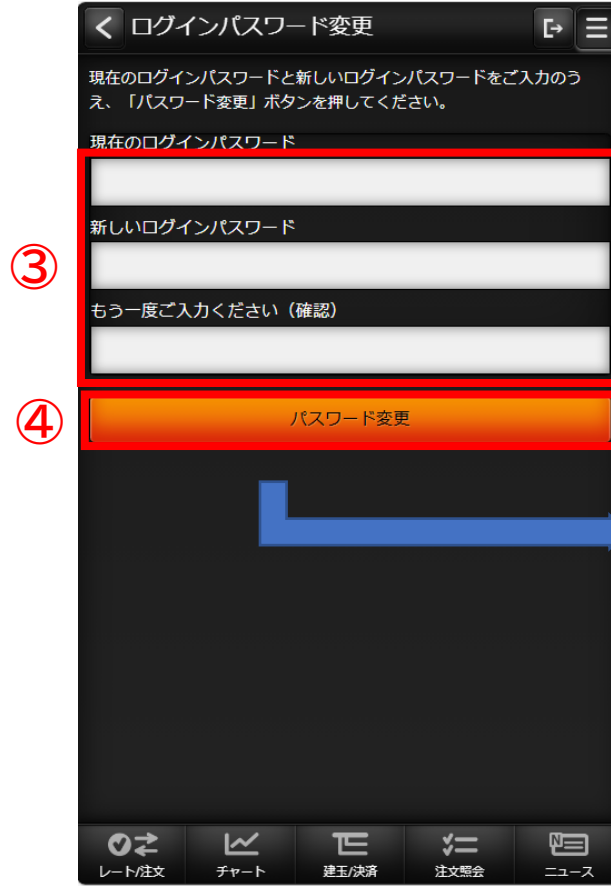 ログインパスワード変更
現在のログインパスワードと新しいログインパスワードをご入力のう
え、「パスワード変更」ボタンを押してください。
現在のログインパスワード
新しいログインパスワード
③
もう一度ご入力ください（確認）
④
パスワード変更
レート/注文
チャート
建玉/決済
注文照会
N
ニュース